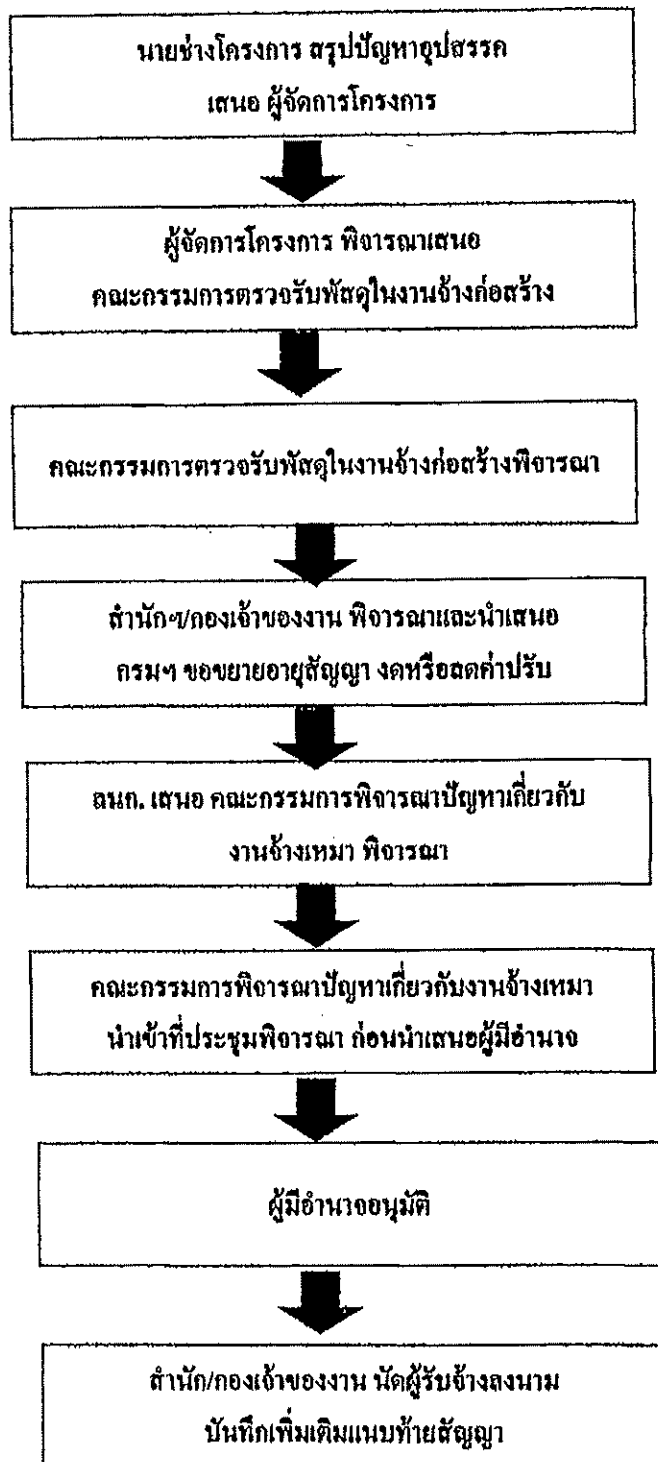 นายช่างโครงการ สรุปปัญหาอุปสรรค
เสนอ ผู้จัดการโครงการ
ผู้จัดการโครงการ พิจารณาเสนอ
คณะกรรมการตรวจรับพัสดุในงานจ้างก่อสร้าง
คณะกรรมการตรวจรับพัสดุในงานจ้างก่อสร้างพิจารณา
สำนักฯ/กองเจ้าของงาน พิจารณาและนำเสนอ
กรมฯ ขอขยายอายุสัญญา งดหรือลดค่าปรับ
ลนก. เสนอ คณะกรรมการพิจารณาปัญหาเกี่ยวกับ
งานจ้างเหมา พิจารณา
คณะกรรมการพิจารณาปัญหาเกี่ยวกับงานจ้างเหมา
นำเข้าที่ประชุมพิจารณา ก่อนนำเสนอผู้มีอำนาจ
ผู้มีอำนาจอนุมัติ
สำนัก/กองเจ้าของงาน นัดผู้รับจ้างลงนาม
บันทึกเพิ่มเติมแนบท้ายสัญญา